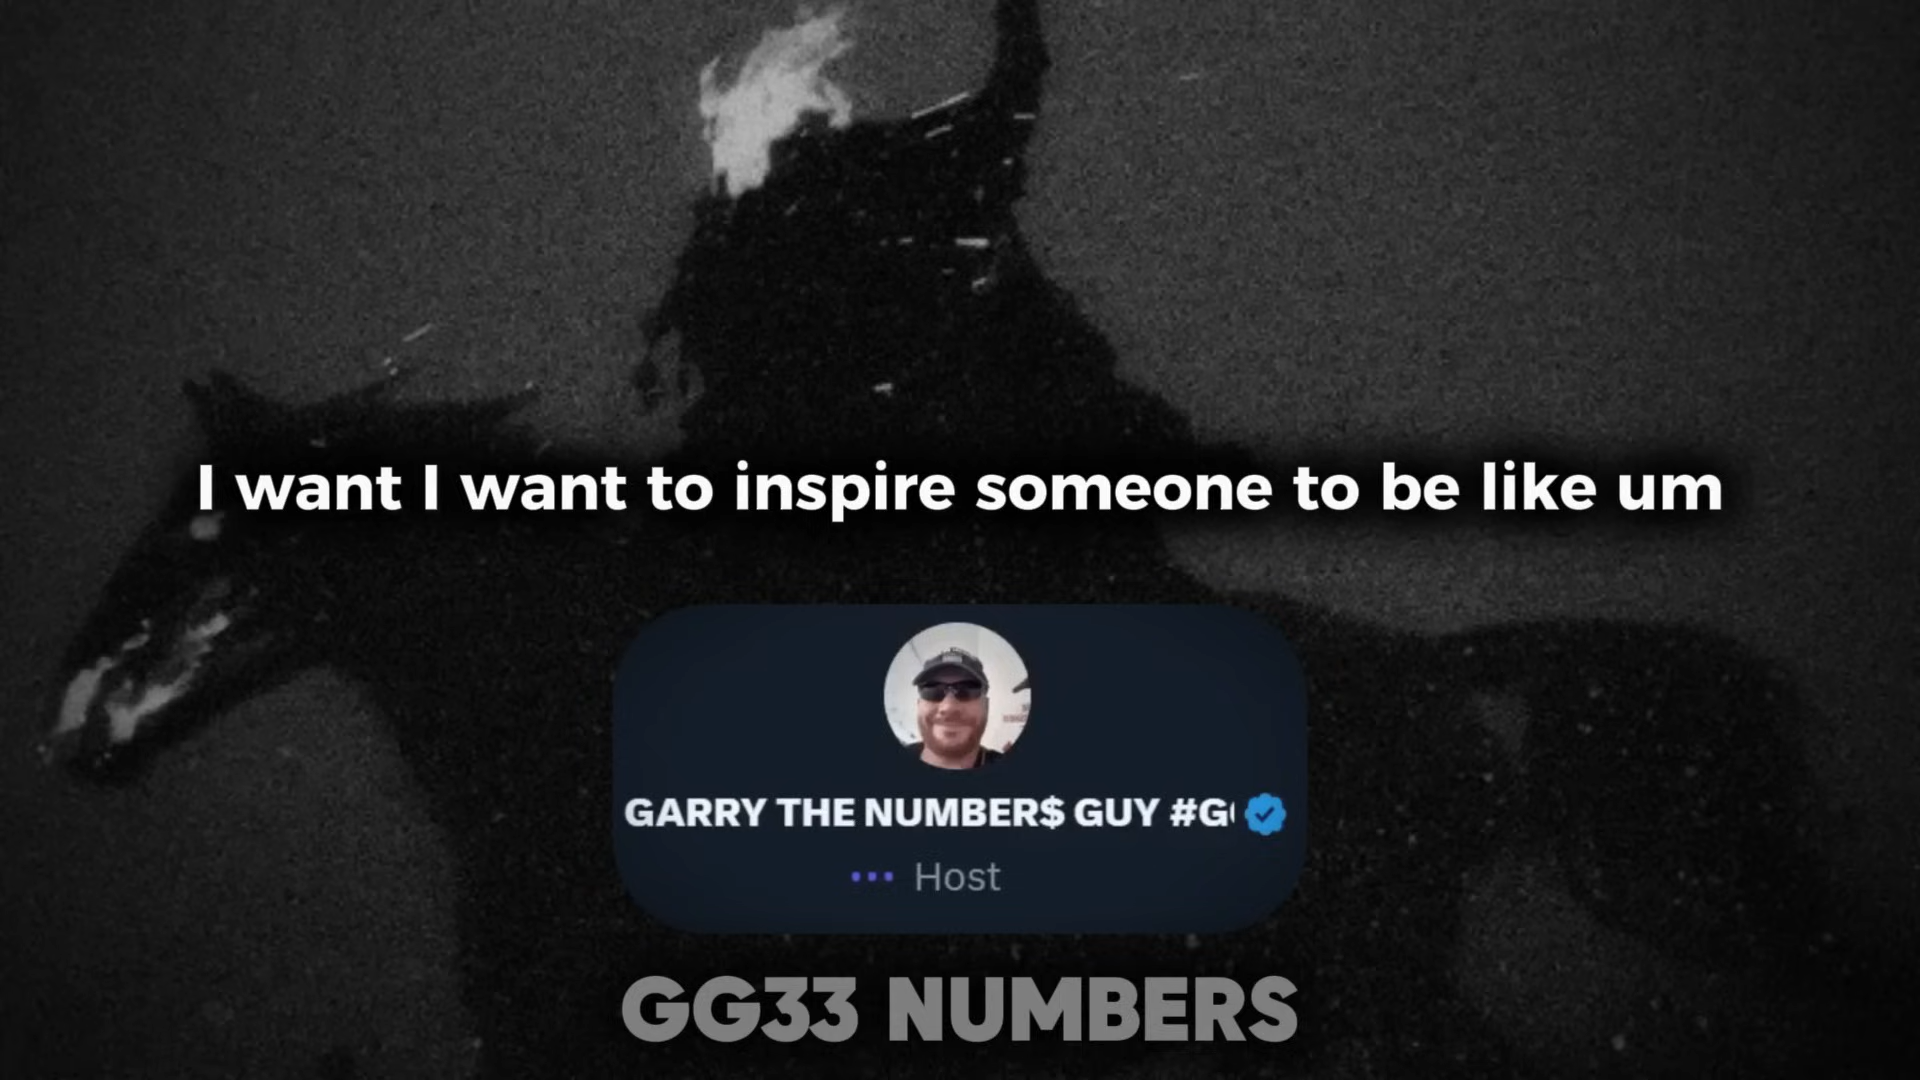 I want I want to inspire someone to be like um
GARRY THE NUMBER$ GUY #G
Host
GG33 NUMBERS